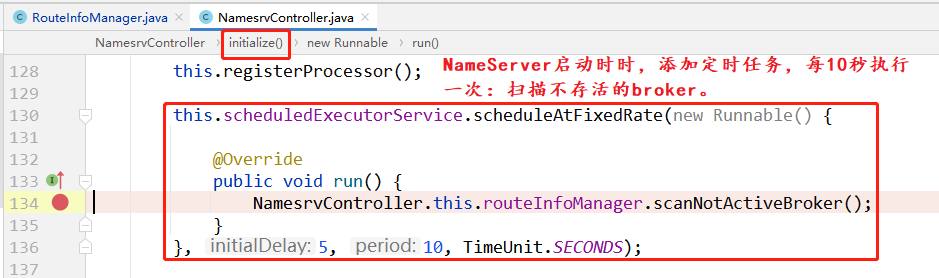 RouteInfoManager.java × NamesrvController.java ×
NamesrvController › initialize() › new Runnable › run()
128 this.registerProcessor();
NameServer启动时时，添加定时任务，每10秒执行
一次：扫描不存活的broker。
129
130 this.scheduledExecutorService.scheduleAtFixedRate(new Runnable() {
131
132 @Override
133 public void run() {
134 NamesrvController.this.routeInfoManager.scanNotActiveBroker();
135 }
136 }, initialDelay: 5, period: 10, TimeUnit.SECONDS);
137